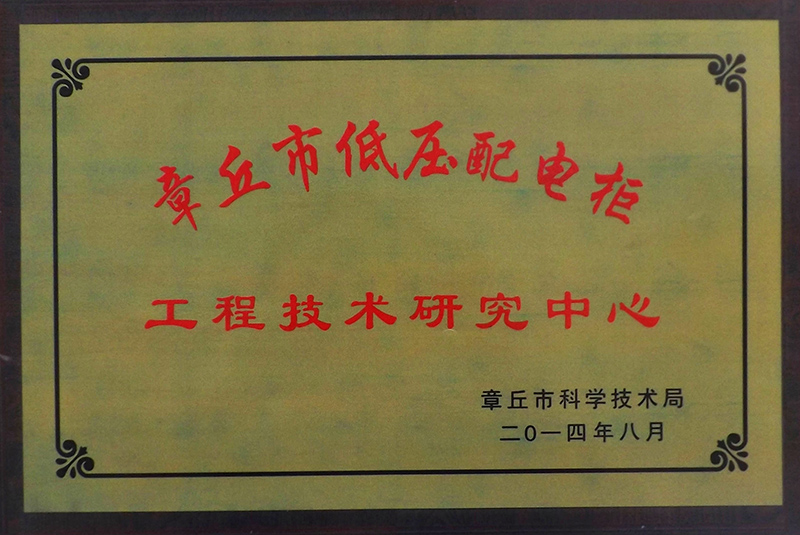 章丘市低压配电柜
工程技术研究中心
章丘市科学技术局
二0一四年八月